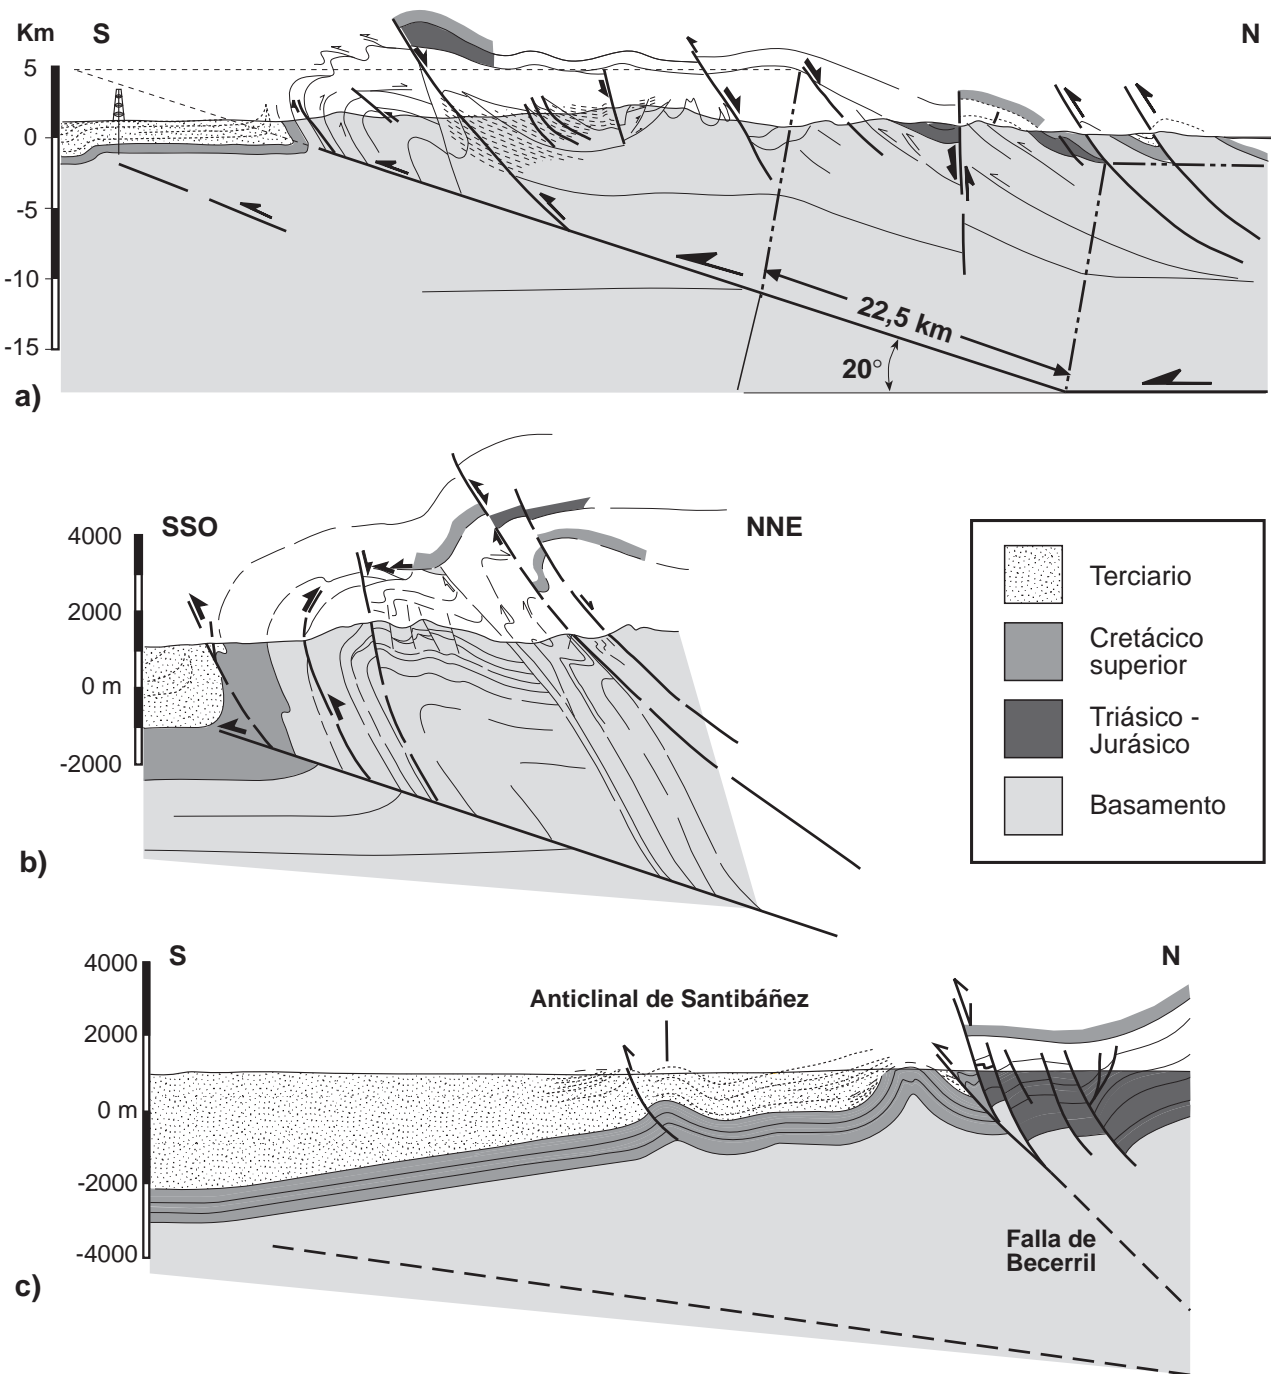 Km
S
N
5
0
-5
-10
-15
22,5 km
20°
a)
SSO
NNE
4000
2000
0 m
-2000
b)
Terciario
Cretácico
superior
Triásico -
Jurásico
Basamento
S
N
4000
2000
0 m
-2000
-4000
Anticlinal de Santibáñez
Falla de
Becerril
c)